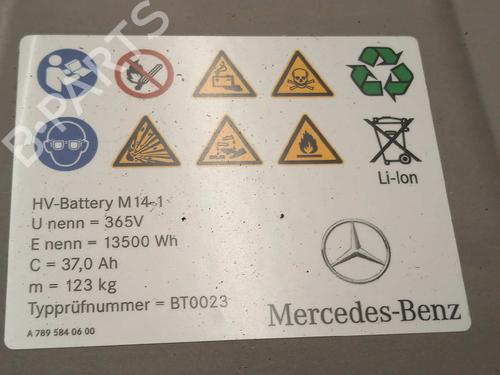 B-PARTS
Li-Ion
HV-Battery M14-1
U nenn = 365V
E nenn = 13500 Wh
C = 37,0 Ah
m = 123 kg
Typprüfnummer = BT0023
Mercedes-Benz
A 789 584 06 00